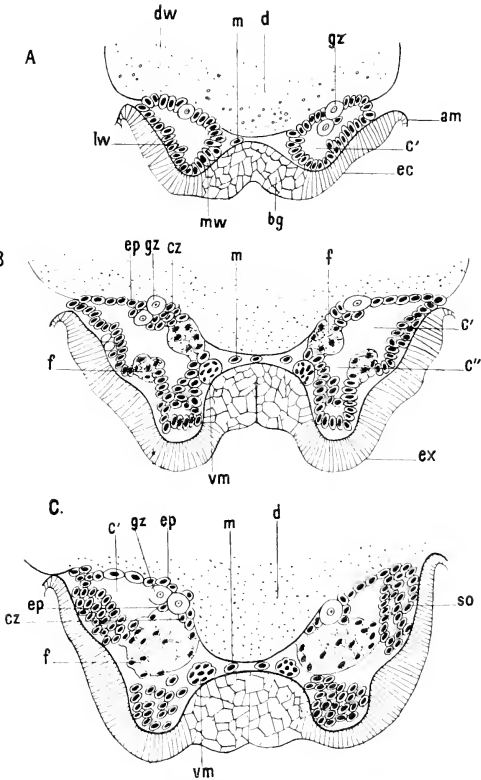 dw m d gz
A
am
lw c'
ec
mw bg
B ep gz cz m f
c'
f c"
ex
vm
C.
c' gz ep m d
ep so
cz
f
vm